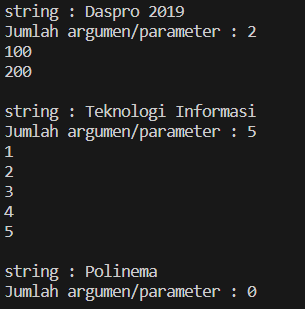 string : Daspro 2019
Jumlah argumen/parameter : 2
100
200
string : Teknologi Informasi
Jumlah argumen/parameter : 5
1
2
3
4
5
string : Polinema
Jumlah argumen/parameter : 0